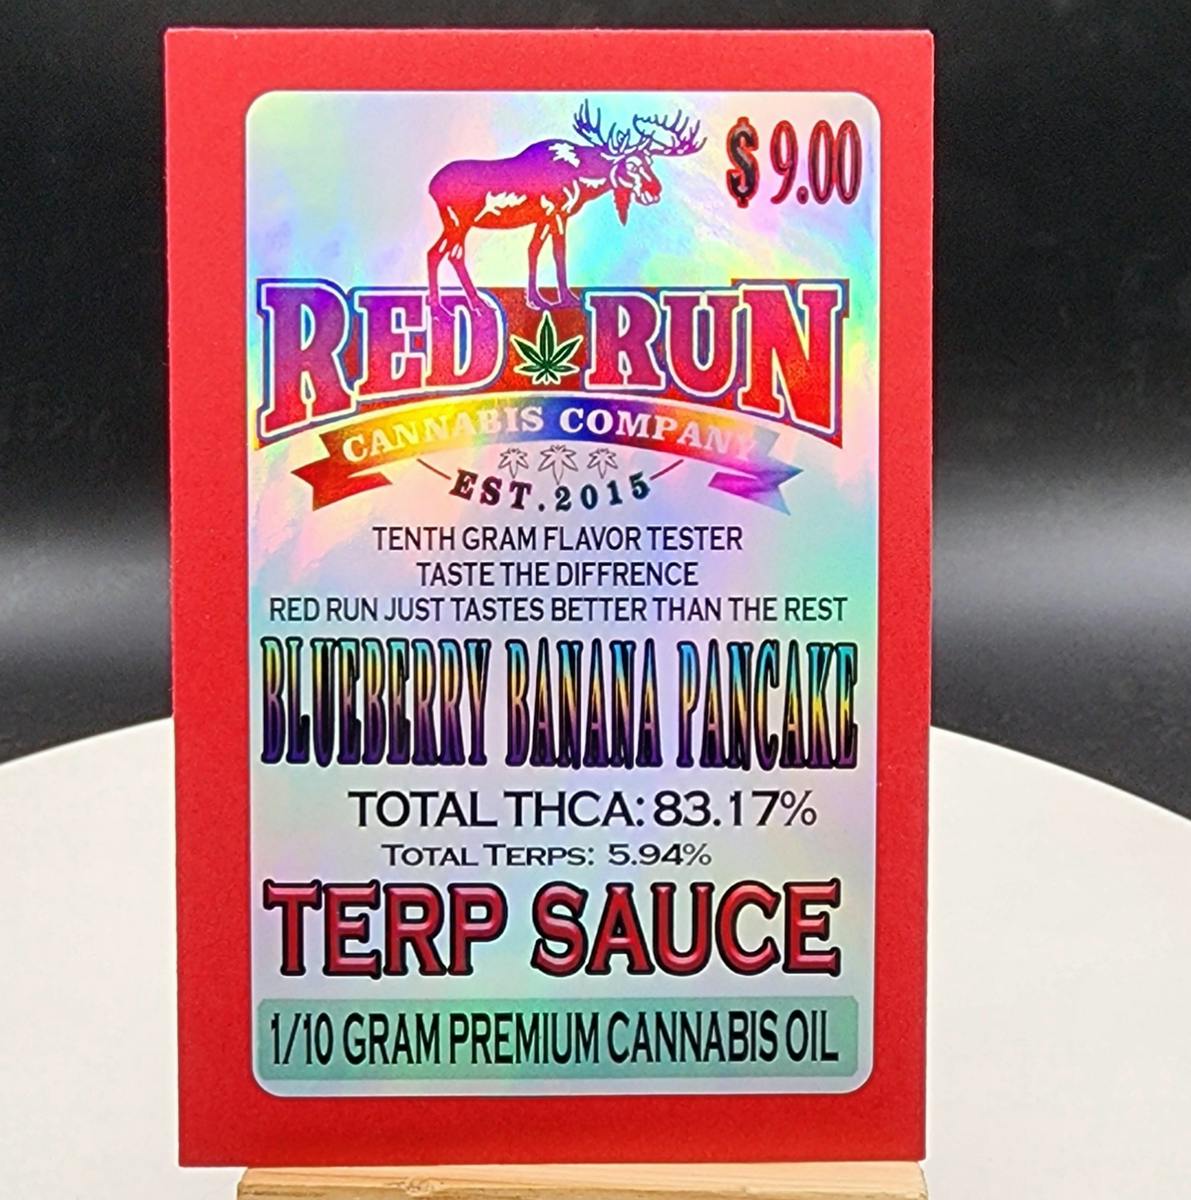 $ 9.00
RED RUN
CANNABIS COMPANY
EST. 2015
TENTH GRAM FLAVOR TESTER
TASTE THE DIFFRENCE
RED RUN JUST TASTES BETTER THAN THE REST
BLUEBERRY BANANA PANCAKE
TOTAL THCA: 83.17%
TOTAL TERPS: 5.94%
TERP SAUCE
1/10 GRAM PREMIUM CANNABIS OIL